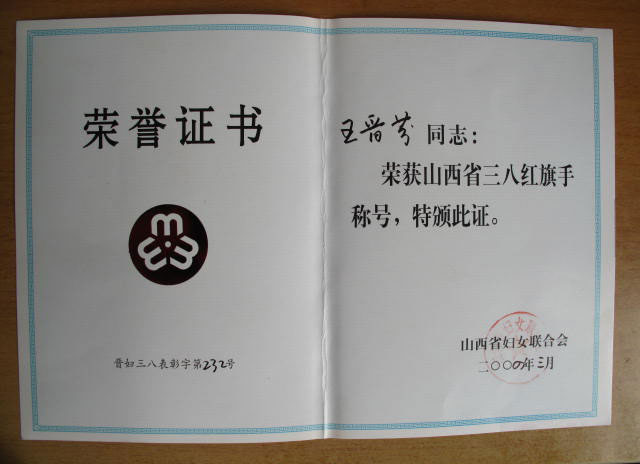 荣誉证书
晋妇三八表彰字第232号
王晋芬 同志：
荣获山西省三八红旗手
称号，特颁此证。
山西省妇女联合会
二〇〇〇年三月